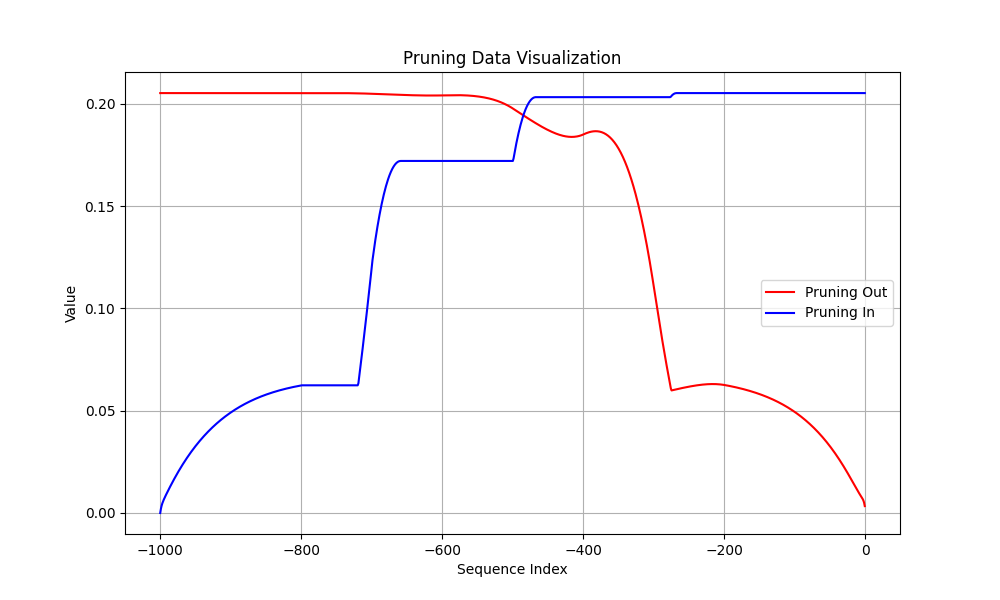 Pruning Data Visualization
0.20
0.15
0.10
0.05
0.00
Value
Pruning Out
Pruning In
−1000
−800
−600
−400
−200
0
Sequence Index